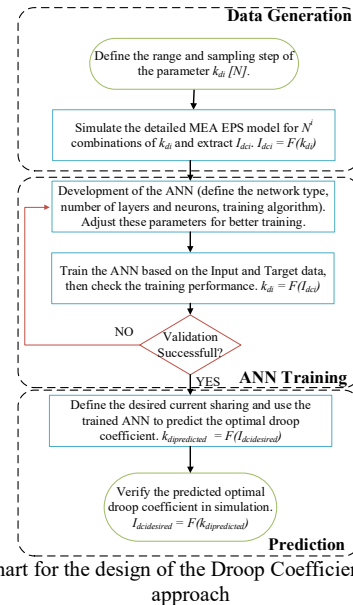 Data Generation
Define the range and sampling step of
the parameter k_di [N].
Simulate the detailed MEA EPS model for N^i
combinations of k_di and extract I_dci. I_dci = F(k_di)
Development of the ANN (define the network type,
number of layers and neurons, training algorithm).
Adjust these parameters for better training.
Train the ANN based on the Input and Target data,
then check the training performance. k_di = F(I_dci)
NO
Validation
Successfull?
YES
ANN Training
Define the desired current sharing and use the
trained ANN to predict the optimal droop
coefficient. k_dipredicted = F(I_dcidesired)
Verify the predicted optimal
droop coefficient in simulation.
I_dcidesired = F(k_dipredicted)
Prediction
hart for the design of the Droop Coefficie
approach